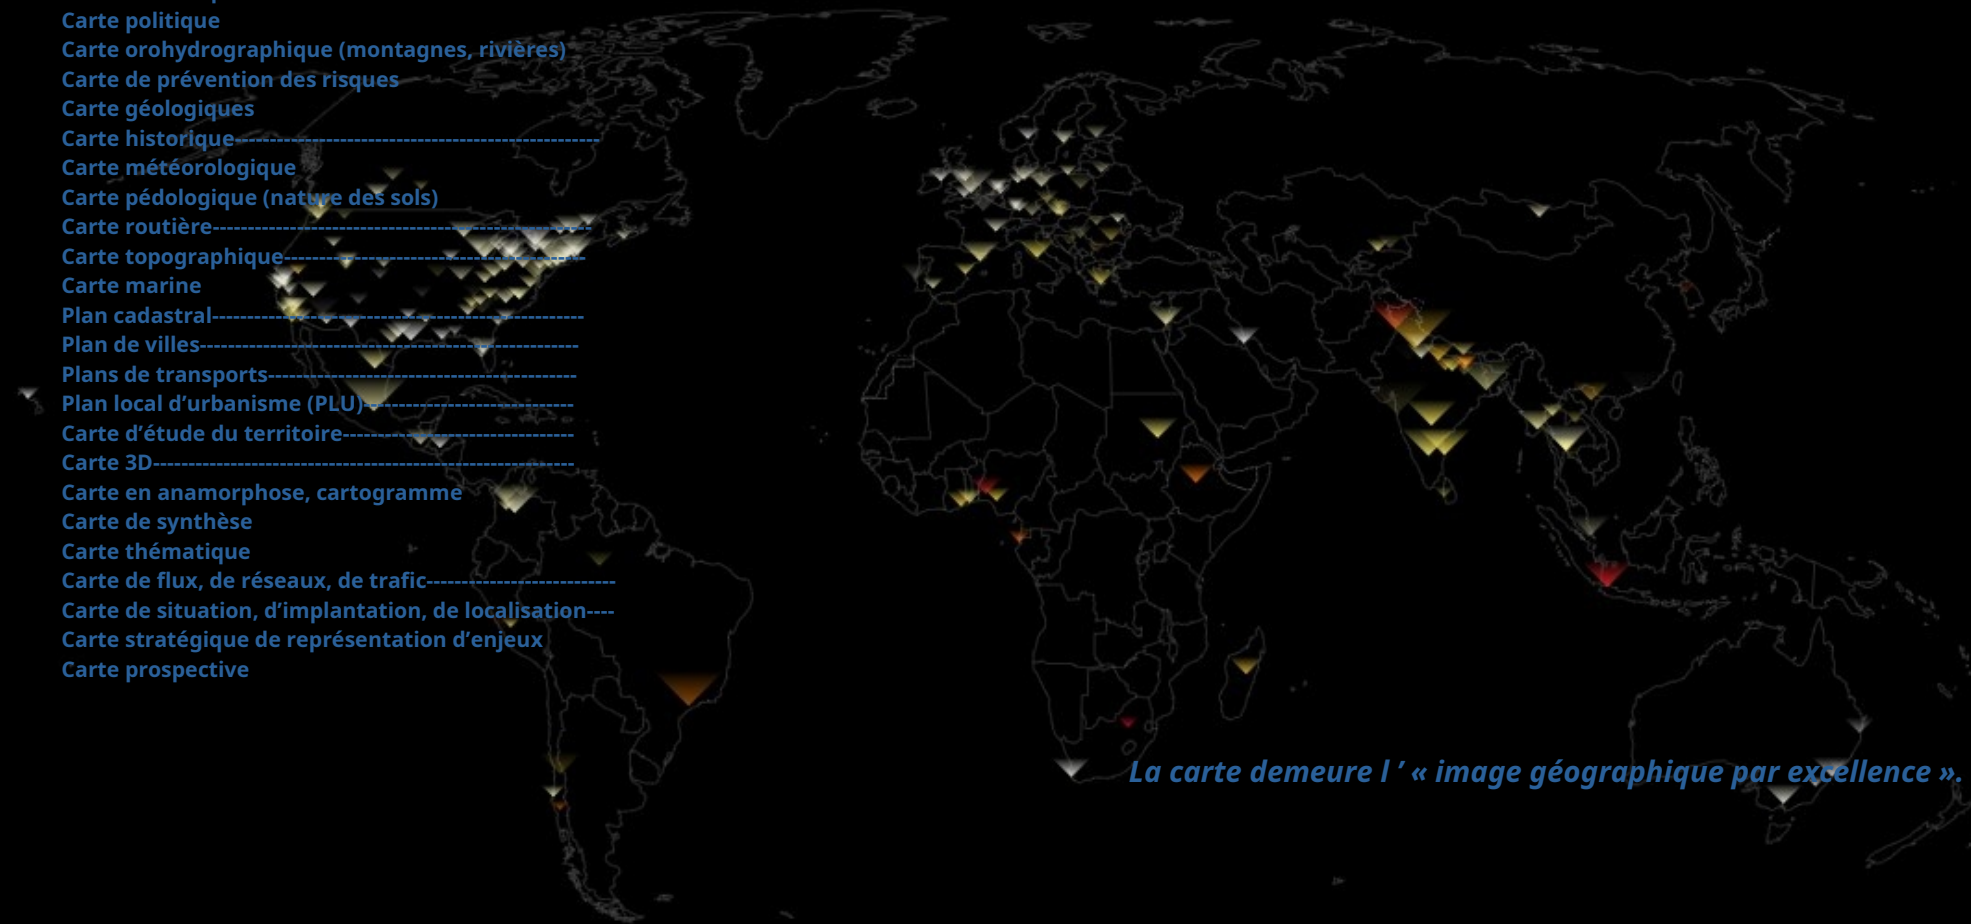 Carte politique
Carte orohydrographique (montagnes, rivières)
Carte de prévention des risques
Carte géologiques
Carte historique----------------------------------------------------
Carte météorologique
Carte pédologique (nature des sols)
Carte routière------------------------------------------------------
Carte topographique-------------------------------------------
Carte marine
Plan cadastral-----------------------------------------------------
Plan de villes------------------------------------------------------
Plans de transports--------------------------------------------
Plan local d’urbanisme (PLU)------------------------------
Carte d’étude du territoire---------------------------------
Carte 3D------------------------------------------------------------
Carte en anamorphose, cartogramme
Carte de synthèse
Carte thématique
Carte de flux, de réseaux, de trafic---------------------------
Carte de situation, d’implantation, de localisation----
Carte stratégique de représentation d’enjeux
Carte prospective
La carte demeure l ’ « image géographique par excellence ».